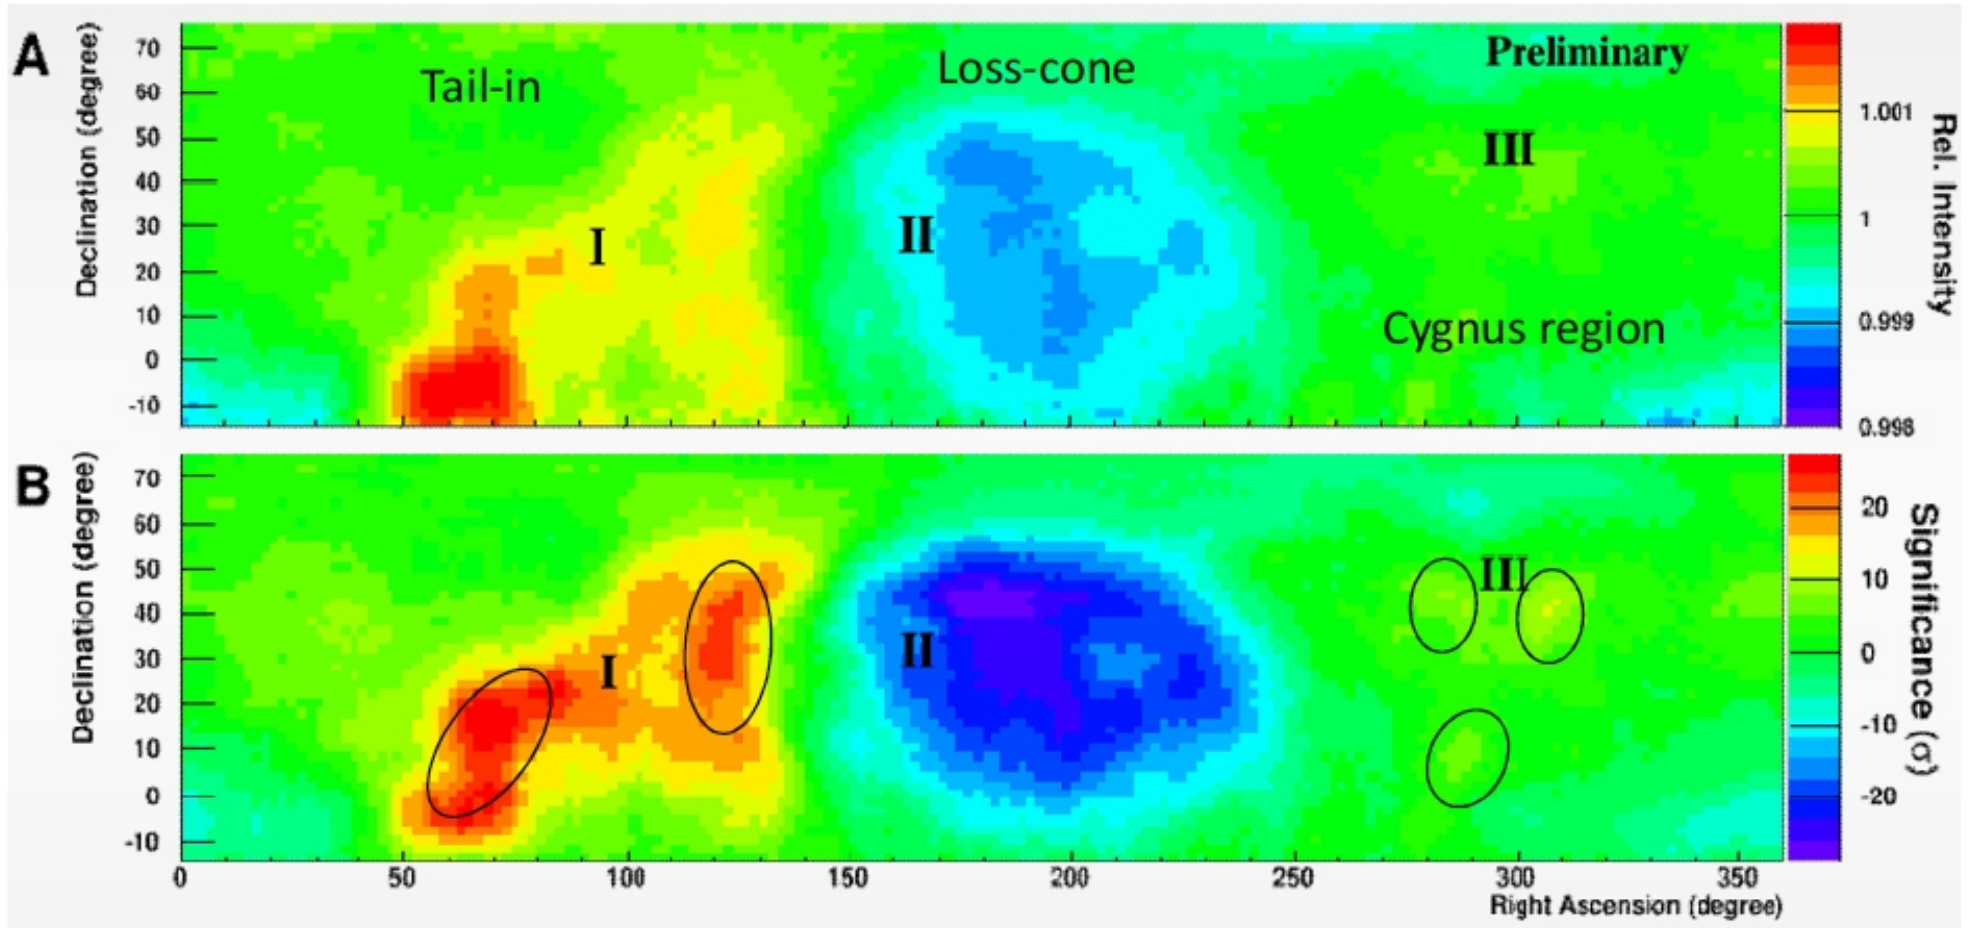 A
Declination (degree)
70
60
50
40
30
20
10
0
-10
Tail-in
Loss-cone
Preliminary
I
II
III
Cygnus region
1.001
1
0.999
0.998
Rel. Intensity
B
Declination (degree)
70
60
50
40
30
20
10
0
-10
I
II
III
20
10
0
-10
-20
Significance (σ)
0 50 100 150 200 250 300 350
Right Ascension (degree)